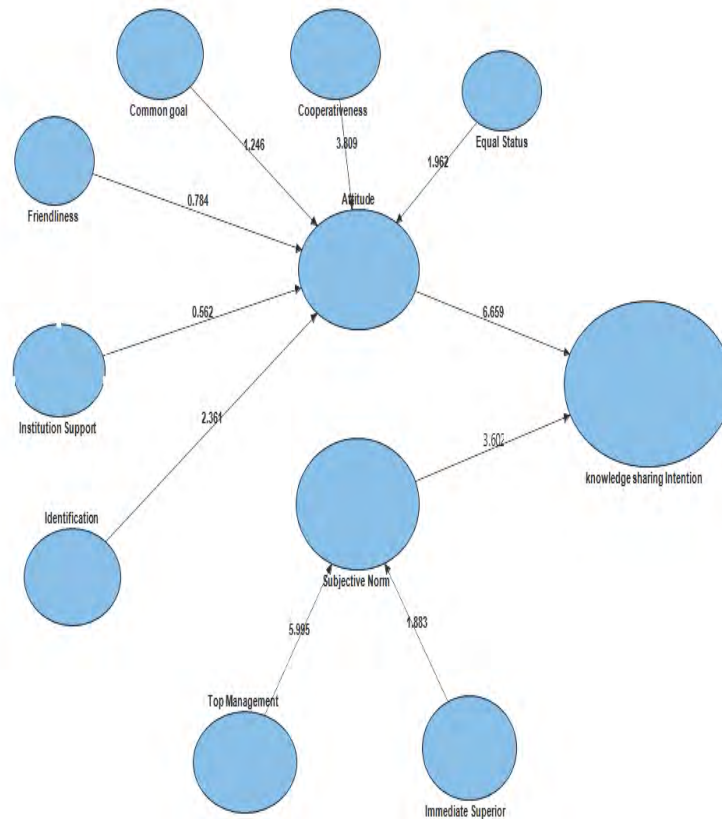 Common goal
Cooperativeness
Equal Status
1.246
3.809
1.962
Friendliness
0.784
Attitude
Institution Support
0.562
6.659
2.361
3.602
knowledge sharing Intention
Identification
Subjective Norm
5.995
1.883
Top Management
Immediate Superior